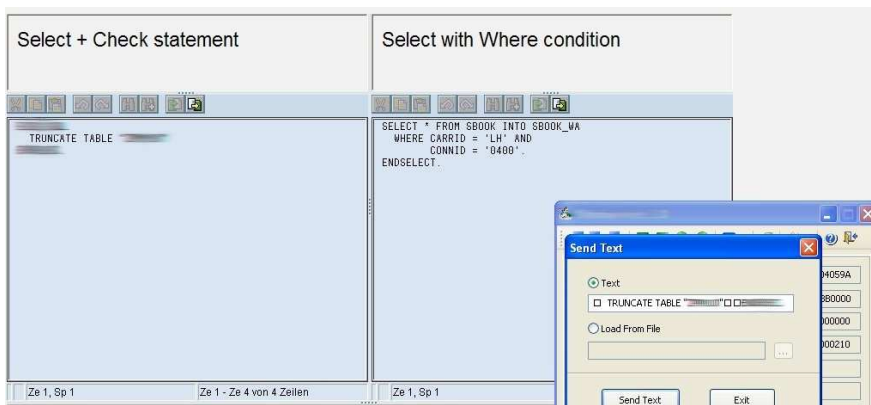 Select + Check statement
Select with Where condition
TRUNCATE TABLE
SELECT * FROM SBOOK INTO SBOOK_WA
WHERE CARRID = 'LH' AND
CONNID = '0400'.
ENDSELECT.
Send Text
Text
TRUNCATE TABLE "
Load From File
...
Send Text
Exit
04059A
000210
Ze 1, Sp 1
Ze 1 - Ze 4 von 4 Zeilen
Ze 1, Sp 1